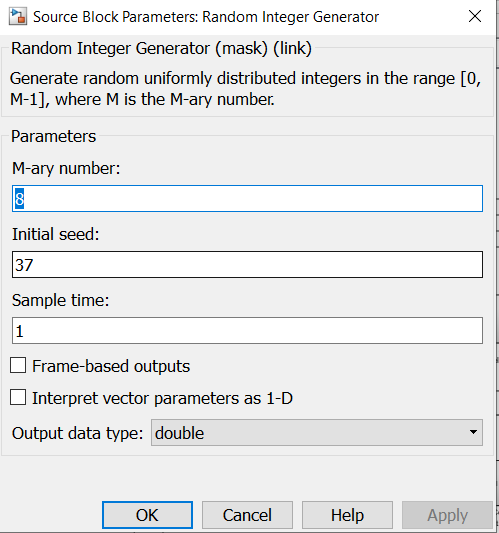 Source Block Parameters: Random Integer Generator
Random Integer Generator (mask) (link)
Generate random uniformly distributed integers in the range [0,
M-1], where M is the M-ary number.
Parameters
M-ary number:
8
Initial seed:
37
Sample time:
1
Frame-based outputs
Interpret vector parameters as 1-D
Output data type: double
OK Cancel Help Apply